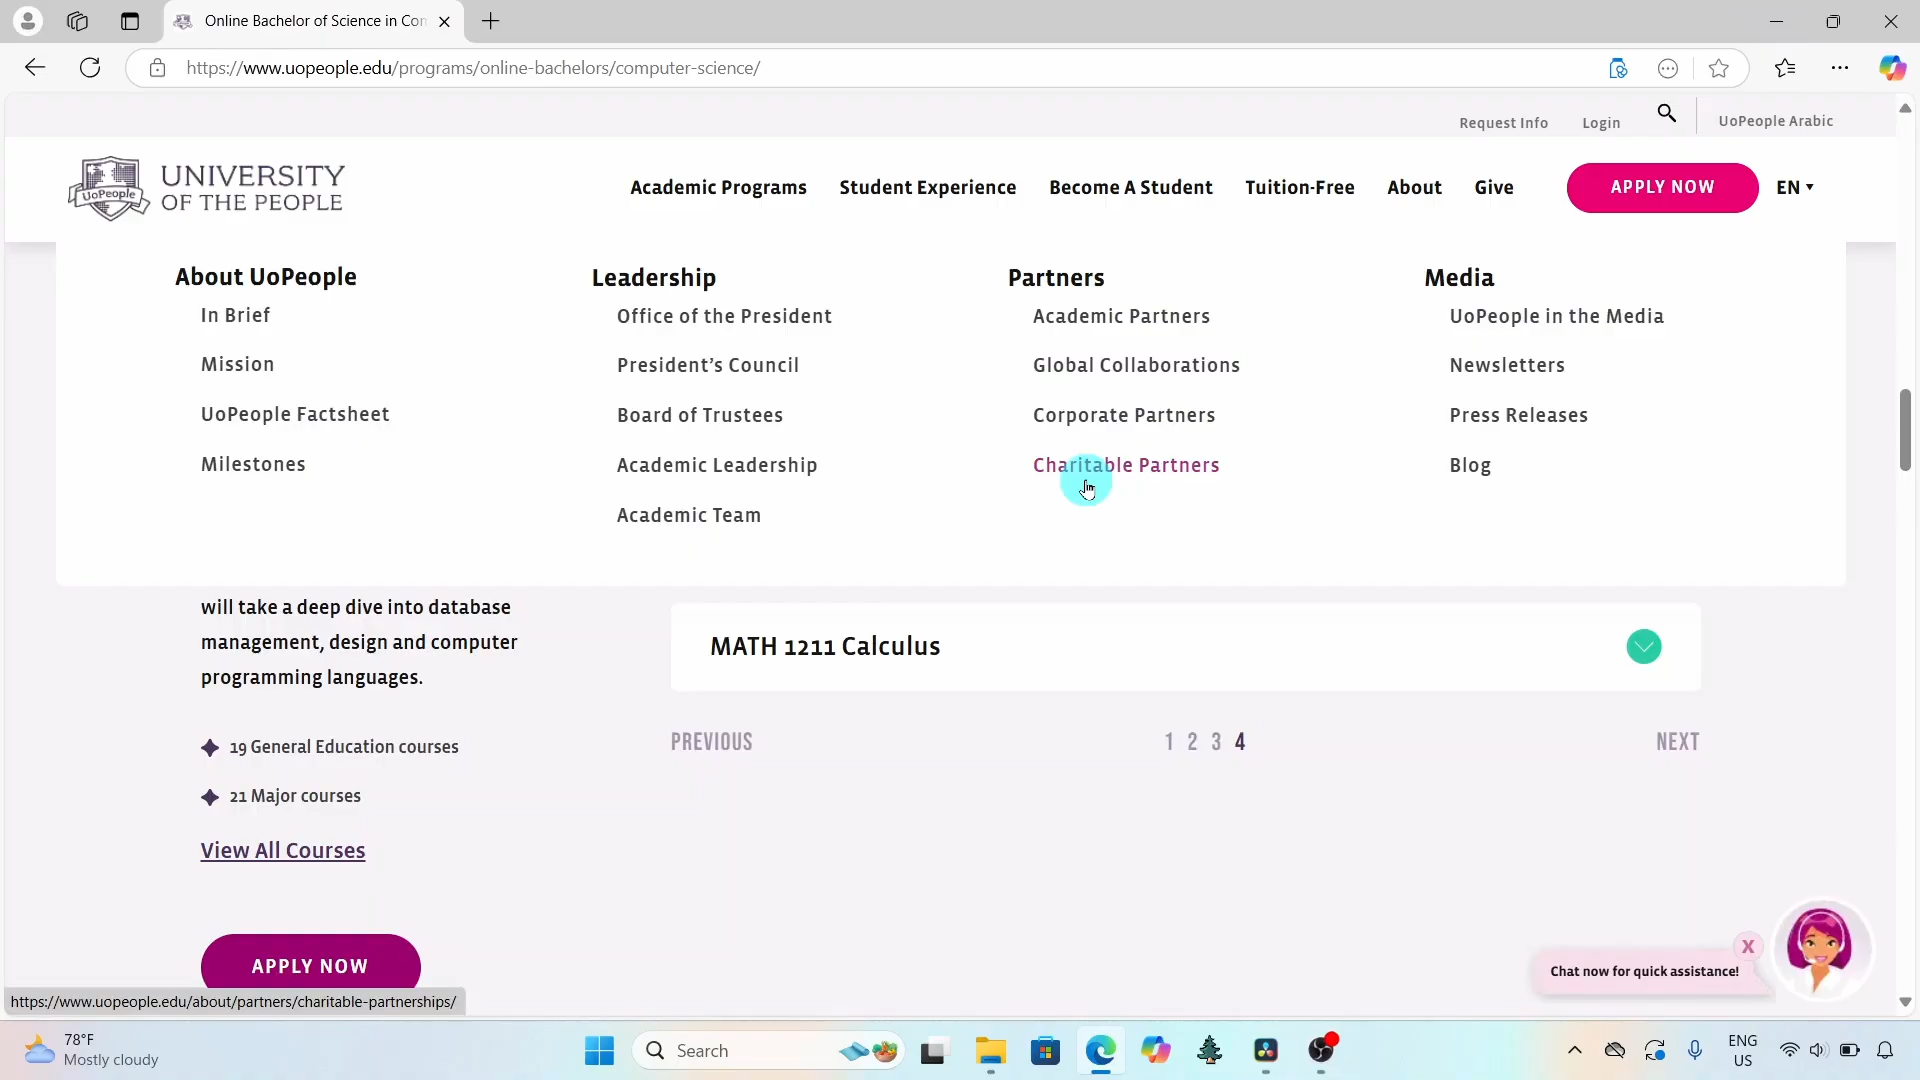 Online Bachelor of Science in Con
https://www.uopeople.edu/programs/online-bachelors/computer-science/
Request Info
Login
UoPeople Arabic
UoPeople
UNIVERSITY
OF THE PEOPLE
Academic Programs
Student Experience
Become A Student
Tuition-Free
About
Give
APPLY NOW
EN
About UoPeople
In Brief
Mission
UoPeople Factsheet
Milestones
Leadership
Office of the President
President’s Council
Board of Trustees
Academic Leadership
Academic Team
Partners
Academic Partners
Global Collaborations
Corporate Partners
Charitable Partners
Media
UoPeople in the Media
Newsletters
Press Releases
Blog
will take a deep dive into database
management, design and computer
programming languages.
19 General Education courses
21 Major courses
View All Courses
APPLY NOW
MATH 1211 Calculus
PREVIOUS
1 2 3 4
NEXT
X
Chat now for quick assistance!
https://www.uopeople.edu/about/partners/charitable-partnerships/
78°F
Mostly cloudy
Search
ENG
US